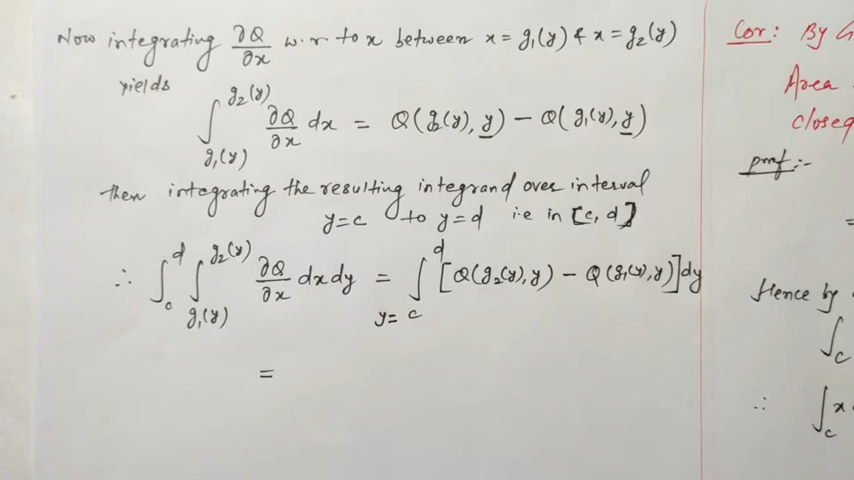 Now integrating ∂Q/∂x w.r to x between x = g₁(y) & x = g₂(y)
yields
∫_{g₁(y)}^{g₂(y)} ∂Q/∂x dx = Q(g₂(y), y) − Q(g₁(y), y)
then integrating the resulting integrand over interval
y=c to y=d i.e in [c, d]
∴ ∫_c^d ∫_{g₁(y)}^{g₂(y)} ∂Q/∂x dx dy = ∫_{y=c}^d [Q(g₂(y), y) − Q(g₁(y), y)] dy
=
Cor: By G
Area
closed
proof:-
=
Hence by
∫_C
∴ ∫_C x